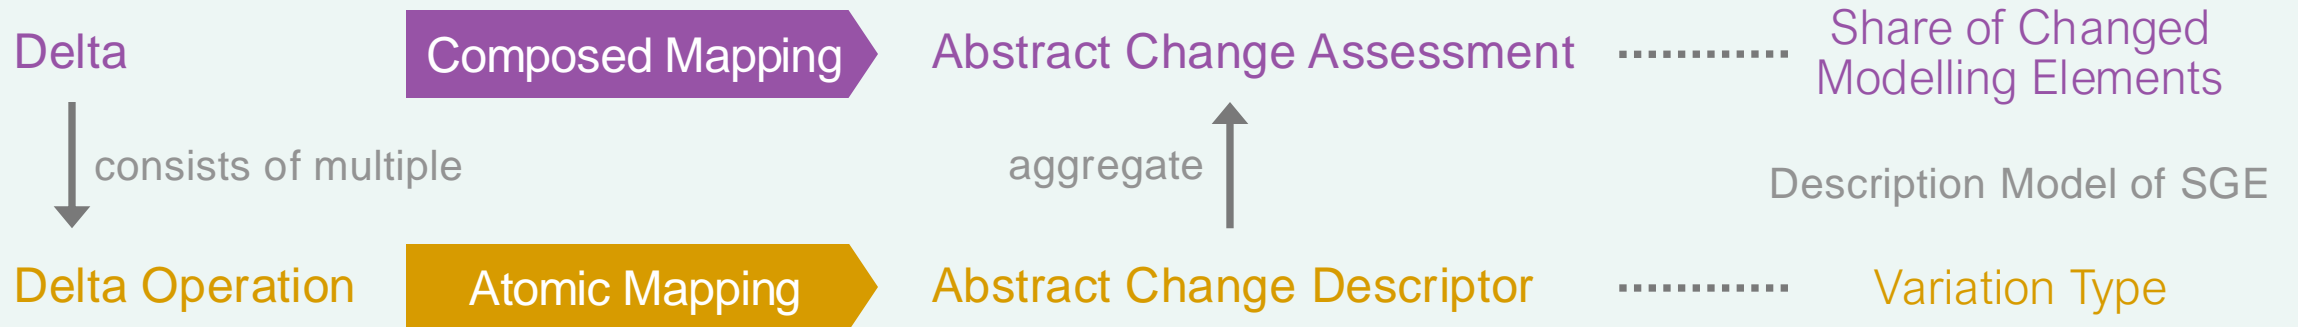 Delta
Composed Mapping
Abstract Change Assessment
Share of Changed
Modelling Elements
consists of multiple
aggregate
Description Model of SGE
Delta Operation
Atomic Mapping
Abstract Change Descriptor
Variation Type